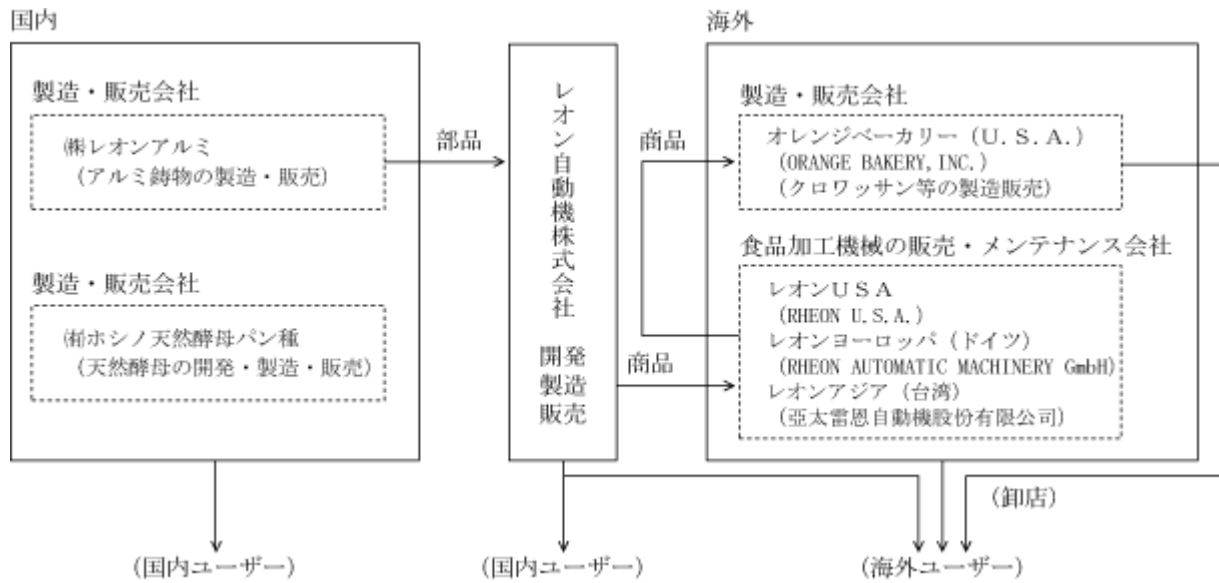 国内
製造・販売会社
㈱レオンアルミ
(アルミ鋳物の製造・販売)
製造・販売会社
㈲ホシノ天然酵母パン種
(天然酵母の開発・製造・販売)
(国内ユーザー)
部品
レオン自動機株式会社
開発
製造
販売
(国内ユーザー)
商品
商品
海外
製造・販売会社
オレンジベーカリー(U.S.A.)
(ORANGE BAKERY,INC.)
(クロワッサン等の製造販売)
食品加工機械の販売・メンテナンス会社
レオンUSA
(RHEON U.S.A.)
レオンヨーロッパ(ドイツ)
(RHEON AUTOMATIC MACHINERY GmbH)
レオンアジア(台湾)
(亞太雷恩自動機股份有限公司)
(卸店)
(海外ユーザー)